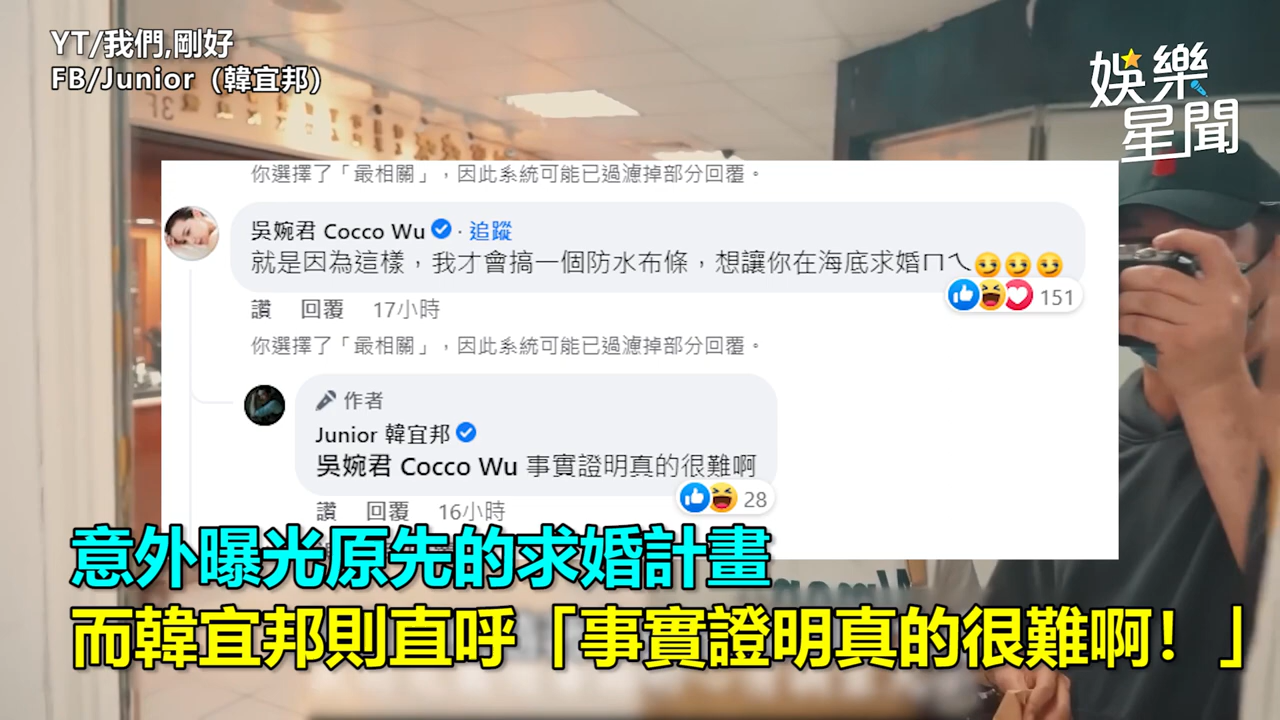 YT/我們,剛好
FB/Junior（韓宜邦）
娛樂
星聞
3F
你選擇了「最相關」，因此系統可能已過濾掉部分回覆。
吳婉君 Cocco Wu · 追蹤
就是因為這樣，我才會搞一個防水布條，想讓你在海底求婚ㄇㄟ
151
讚 回覆 17小時
你選擇了「最相關」，因此系統可能已過濾掉部分回覆。
作者
Junior 韓宜邦
吳婉君 Cocco Wu 事實證明真的很難啊
28
讚 回覆 16小時
意外曝光原先的求婚計畫
而韓宜邦則直呼「事實證明真的很難啊！」